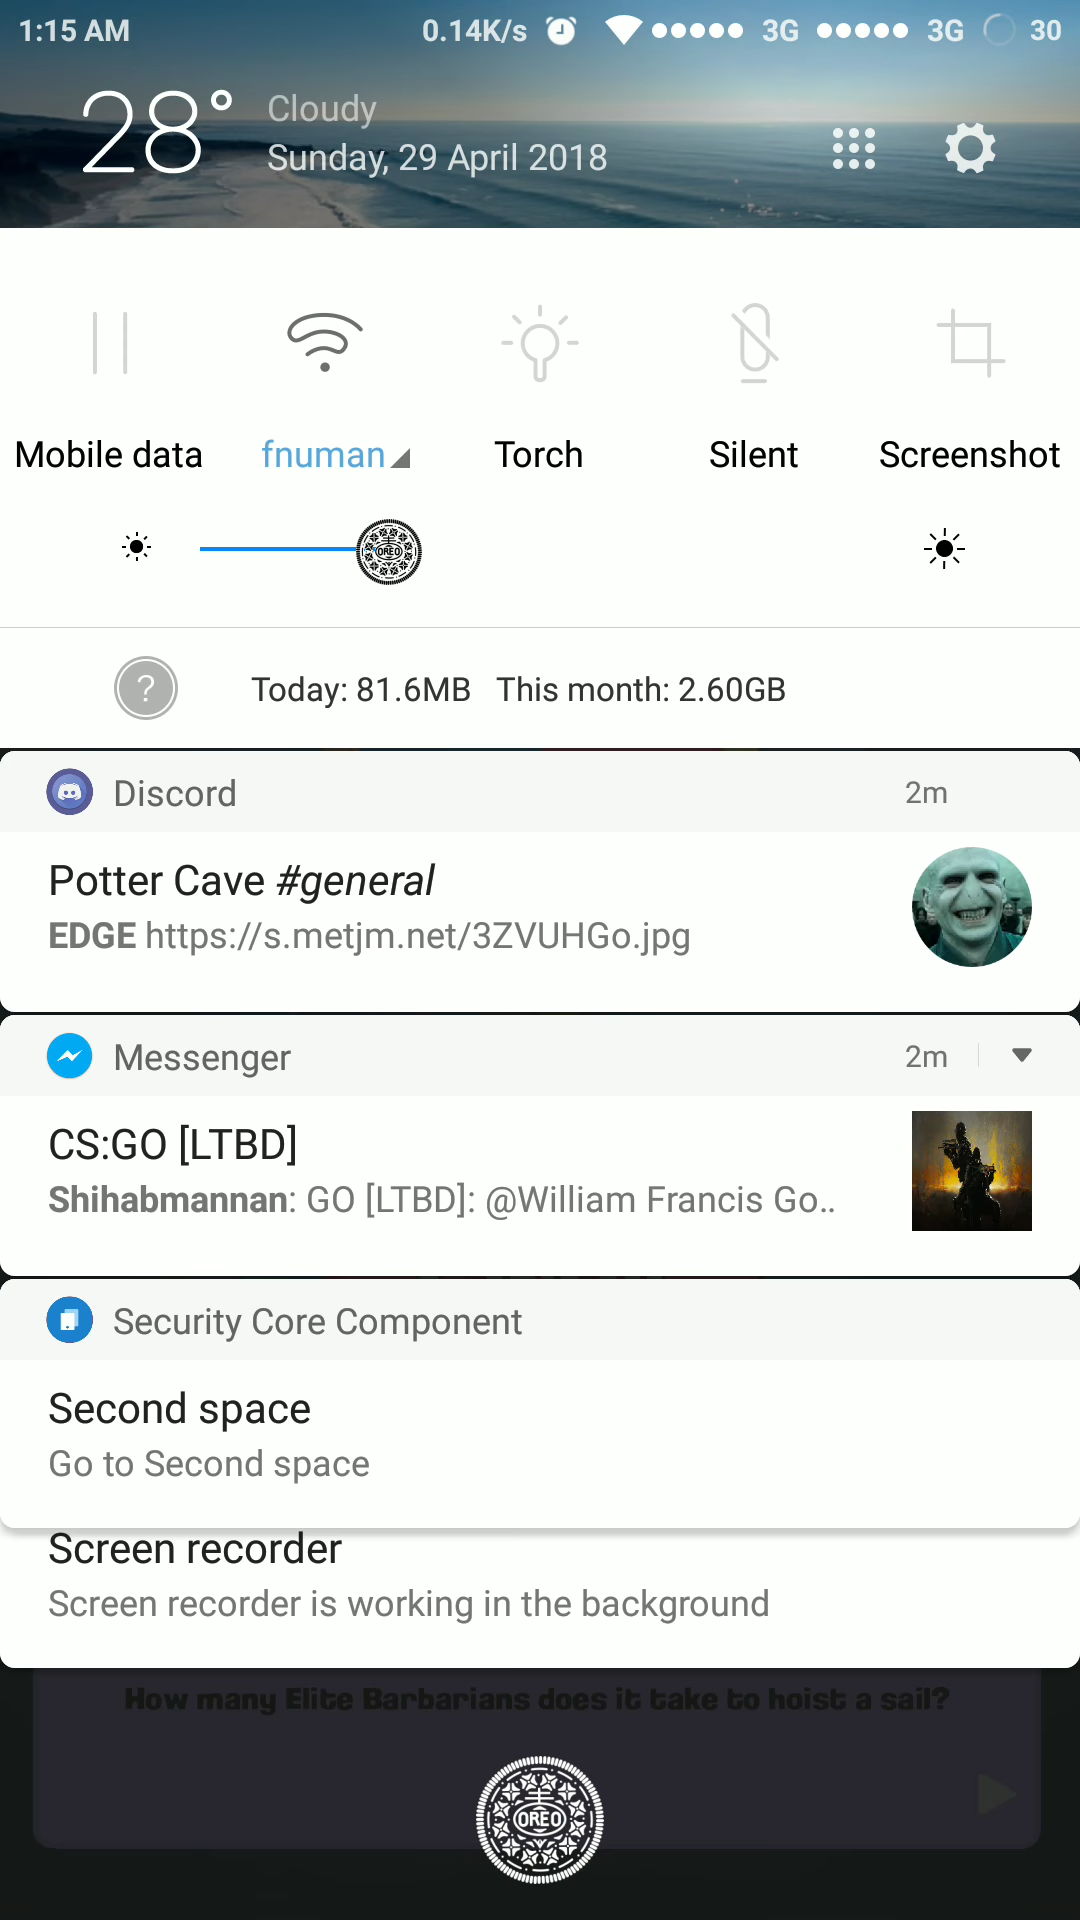 1:15 AM 0.14K/s 3G 3G 30
28° Cloudy
Sunday, 29 April 2018
Mobile data fnuman Torch Silent Screenshot
OREO
? Today: 81.6MB This month: 2.60GB
Discord 2m
Potter Cave #general
EDGE https://s.metjm.net/3ZVUHGo.jpg
Messenger 2m
CS:GO [LTBD]
Shihabmannan: GO [LTBD]: @William Francis Go..
Security Core Component
Second space
Go to Second space
Screen recorder
Screen recorder is working in the background
How many Elite Barbarians does it take to hoist a sail?
OREO